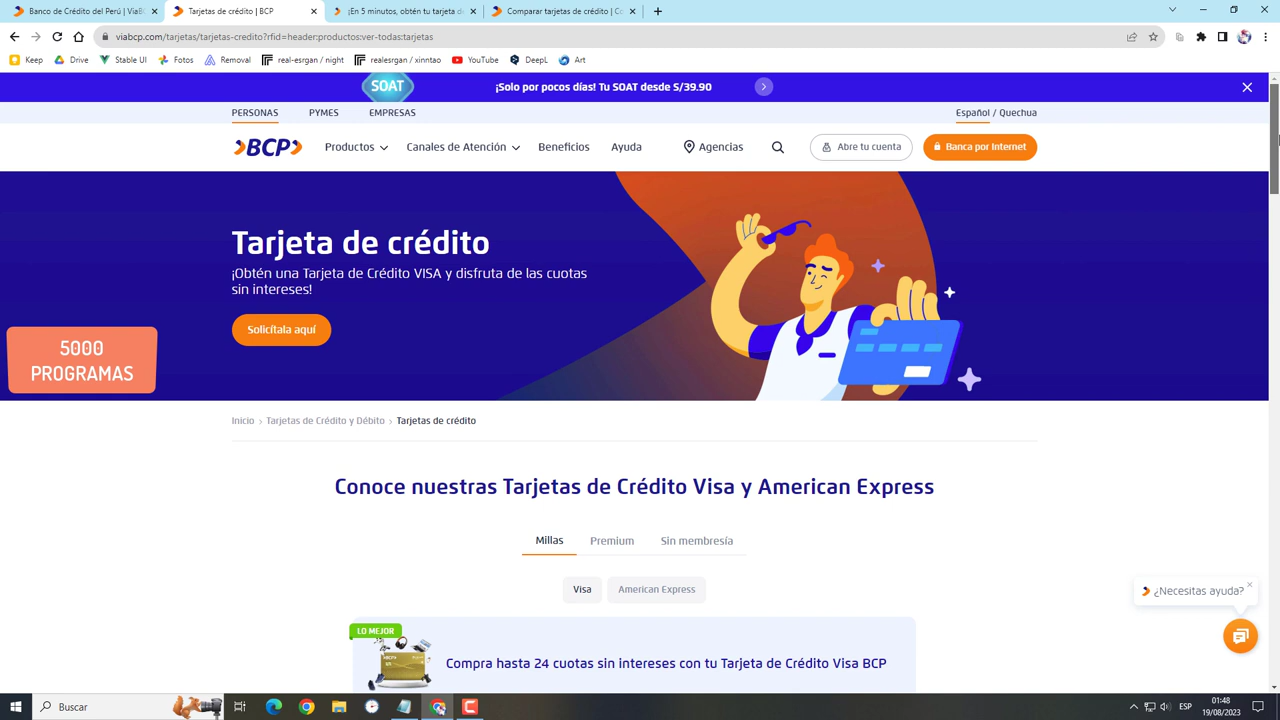 Banco de Crédito del Perú | ViaBC
Tarjetas de crédito | BCP
¡En 5 minutos, obtén tu tarjeta de
Comparar tarjetas de crédito | Co
viabcp.com/tarjetas/tarjetas-credito?rfid=header:productos:ver-todas:tarjetas
Keep
Drive
Stable UI
Fotos
Removal
real-esrgan / night
realesrgan / xinntao
YouTube
DeepL
Art
SOAT
¡Solo por pocos días! Tu SOAT desde S/39.90
PERSONAS
PYMES
EMPRESAS
Español / Quechua
BCP
Productos
Canales de Atención
Beneficios
Ayuda
Agencias
Abre tu cuenta
Banca por Internet
Tarjeta de crédito
¡Obtén una Tarjeta de Crédito VISA y disfruta de las cuotas
sin intereses!
Solicítala aquí
5000
PROGRAMAS
Inicio › Tarjetas de Crédito y Débito › Tarjetas de crédito
Conoce nuestras Tarjetas de Crédito Visa y American Express
Millas
Premium
Sin membresía
Visa
American Express
¿Necesitas ayuda?
LO MEJOR
BCP
Compra hasta 24 cuotas sin intereses con tu Tarjeta de Crédito Visa BCP
Buscar
ESP
01:48
19/08/2023